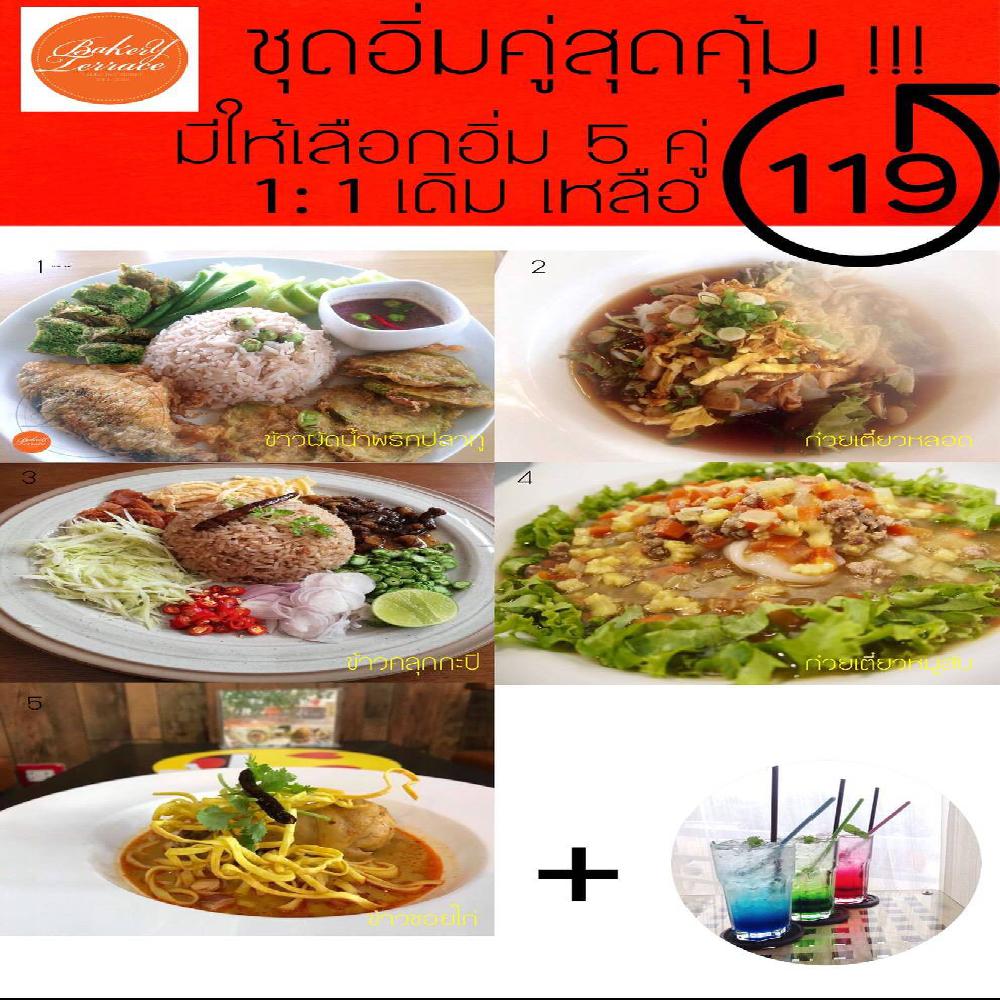 Bakery
Terrace
ชุดอิ่มคู่สุดคุ้ม !!!
มีให้เลือกอิ่ม 5 คู่
1:1 เดิม เหลือ
119
1
ข้าวผัดน้ำพริกปลาทู
2
ก๋วยเตี๋ยวหลอด
3
ข้าวคลุกกะปิ
4
ก๋วยเตี๋ยวหมูสับ
5
ข้าวซอยไก่
+